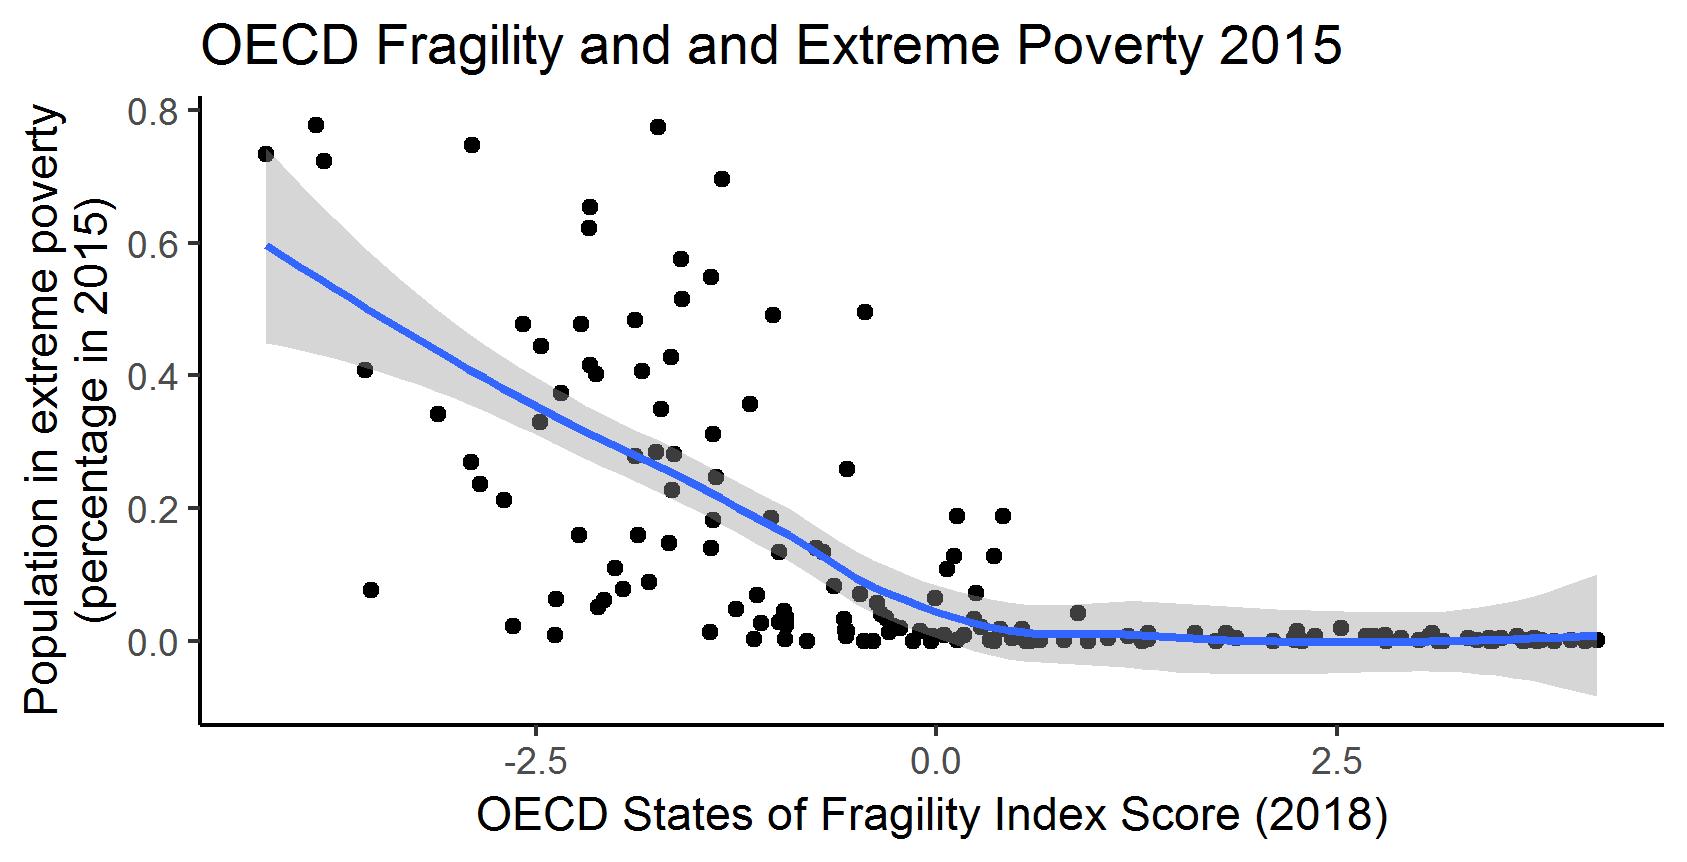 OECD Fragility and and Extreme Poverty 2015
Population in extreme poverty
(percentage in 2015)
0.8
0.6
0.4
0.2
0.0
-2.5
0.0
2.5
OECD States of Fragility Index Score (2018)